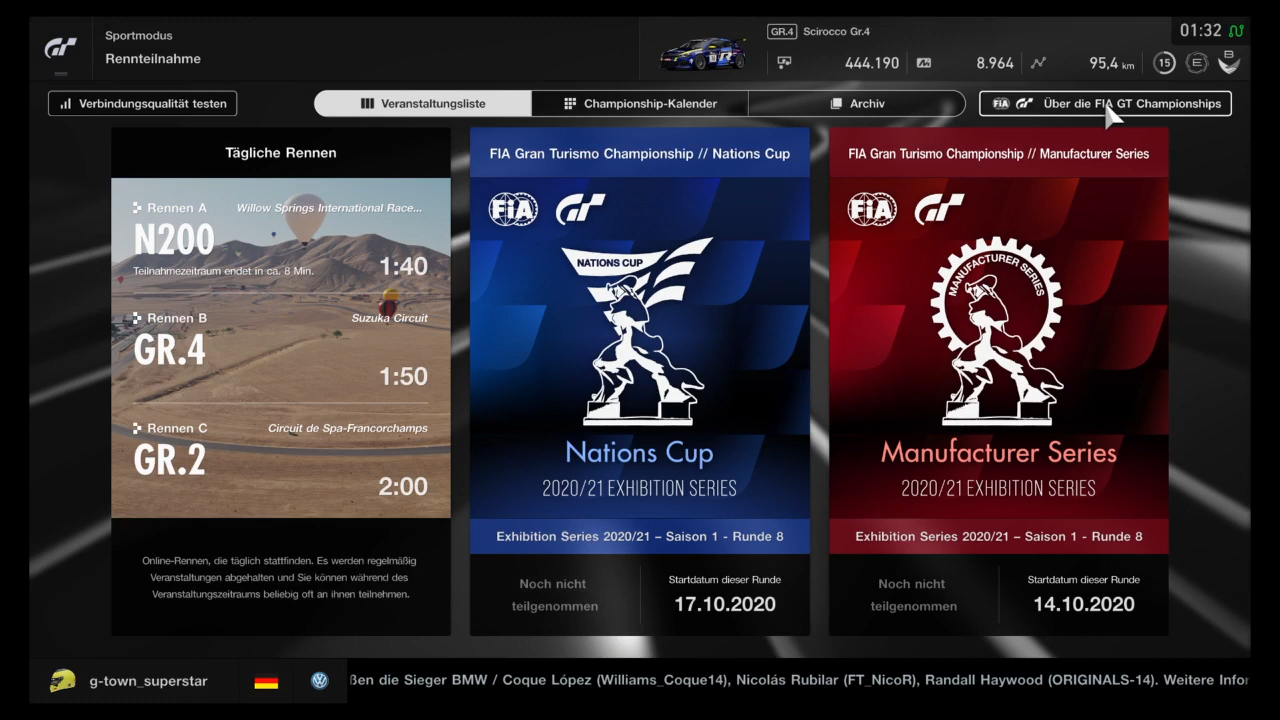 Sportmodus
Rennteilnahme
GR.4 Scirocco Gr.4
444.190
8.964
95,4 km
15
E
B
01:32
Verbindungsqualität testen
Veranstaltungsliste
Championship-Kalender
Archiv
FIA GT Über die FIA GT Championships
Tägliche Rennen
Rennen A Willow Springs International Race...
N200
Teilnahmezeitraum endet in ca. 8 Min. 1:40
Rennen B Suzuka Circuit
GR.4
1:50
Rennen C Circuit de Spa-Francorchamps
GR.2
2:00
Online-Rennen, die täglich stattfinden. Es werden regelmäßig
Veranstaltungen abgehalten und Sie können während des
Veranstaltungszeitraums beliebig oft an ihnen teilnehmen.
FIA Gran Turismo Championship // Nations Cup
FIA GT
NATIONS CUP
Nations Cup
2020/21 EXHIBITION SERIES
Exhibition Series 2020/21 – Saison 1 - Runde 8
Noch nicht
teilgenommen
Startdatum dieser Runde
17.10.2020
FIA Gran Turismo Championship // Manufacturer Series
FIA GT
MANUFACTURER SERIES
Manufacturer Series
2020/21 EXHIBITION SERIES
Exhibition Series 2020/21 – Saison 1 - Runde 8
Noch nicht
teilgenommen
Startdatum dieser Runde
14.10.2020
g-town_superstar
ßen die Sieger BMW / Coque López (Williams_Coque14), Nicolás Rubilar (FT_NicoR), Randall Haywood (ORIGINALS-14). Weitere Infor